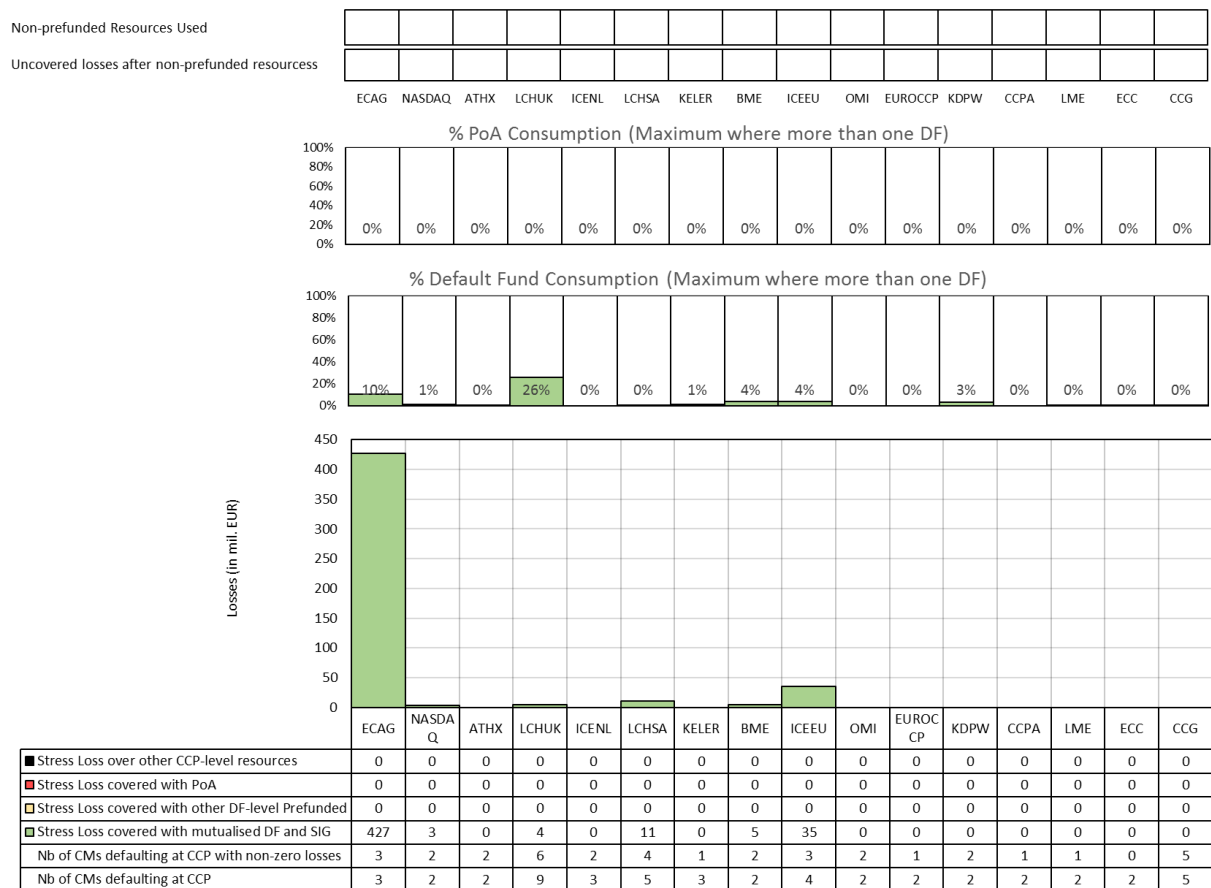 Non-prefunded Resources Used
Uncovered losses after non-prefunded resourcess
ECAG NASDAQ ATHX LCHUK ICENL LCHSA KELER BME ICEEU OMI EUROCCP KDPW CCPA LME ECC CCG
% PoA Consumption (Maximum where more than one DF)
100%
80%
60%
40%
20%
0%
0% 0% 0% 0% 0% 0% 0% 0% 0% 0% 0% 0% 0% 0% 0% 0%
% Default Fund Consumption (Maximum where more than one DF)
100%
80%
60%
40%
20%
0%
10% 1% 0% 26% 0% 0% 1% 4% 4% 0% 0% 3% 0% 0% 0% 0%
Losses (in mil. EUR)
450
400
350
300
250
200
150
100
50
0
ECAG NASDA Q ATHX LCHUK ICENL LCHSA KELER BME ICEEU OMI EUROC CP KDPW CCPA LME ECC CCG
Stress Loss over other CCP-level resources 0 0 0 0 0 0 0 0 0 0 0 0 0 0 0 0
Stress Loss covered with PoA 0 0 0 0 0 0 0 0 0 0 0 0 0 0 0 0
Stress Loss covered with other DF-level Prefunded 0 0 0 0 0 0 0 0 0 0 0 0 0 0 0 0
Stress Loss covered with mutualised DF and SIG 427 3 0 4 0 11 0 5 35 0 0 0 0 0 0 0
Nb of CMs defaulting at CCP with non-zero losses 3 2 2 6 2 4 1 2 3 2 1 2 1 1 0 5
Nb of CMs defaulting at CCP 3 2 2 9 3 5 3 2 4 2 2 2 2 2 2 5